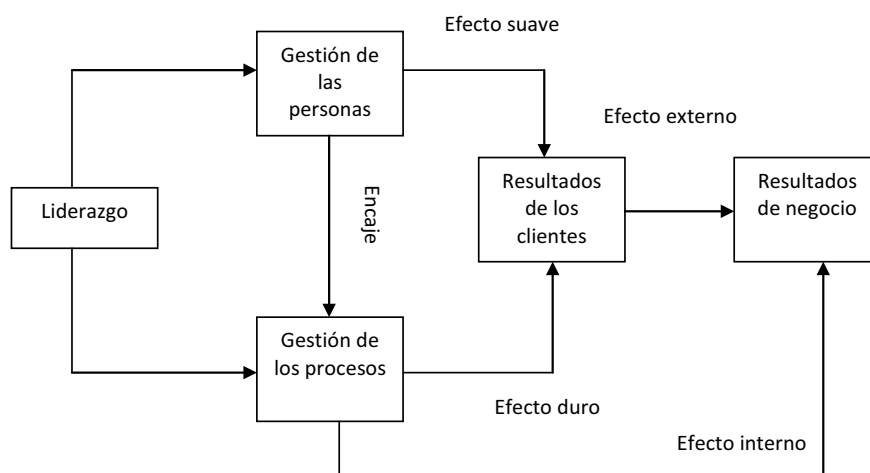 Efecto suave
Gestión de
las
personas
Efecto externo
Liderazgo
Encaje
Resultados
de los
clientes
Resultados
de negocio
Gestión de
los procesos
Efecto duro
Efecto interno